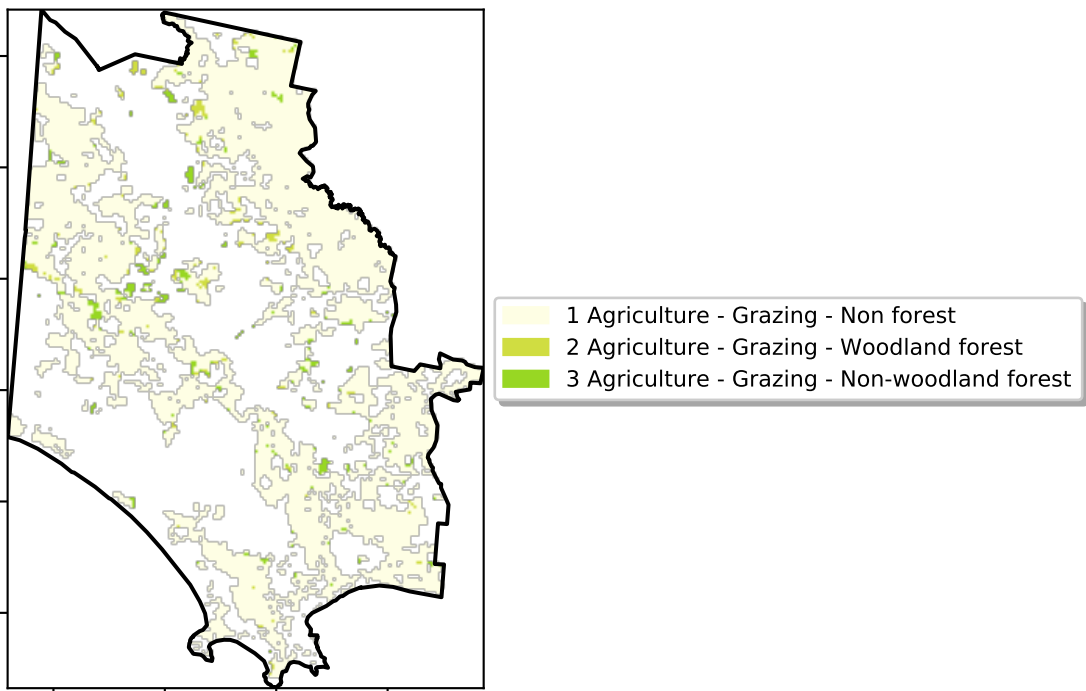 1 Agriculture - Grazing - Non forest
2 Agriculture - Grazing - Woodland forest
3 Agriculture - Grazing - Non-woodland forest